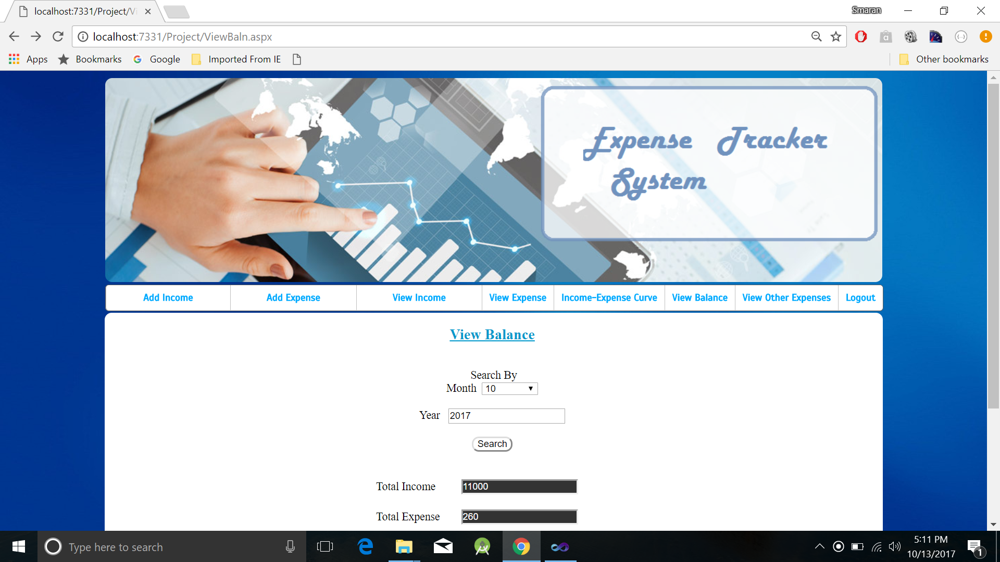 localhost:7331/Project/Vi
Smaran
localhost:7331/Project/ViewBaln.aspx
Apps
Bookmarks
Google
Imported From IE
Other bookmarks
Expense Tracker
System
Add Income
Add Expense
View Income
View Expense
Income-Expense Curve
View Balance
View Other Expenses
Logout
View Balance
Search By
Month 10
Year 2017
Search
Total Income 11000
Total Expense 260
Type here to search
5:11 PM
10/13/2017
1